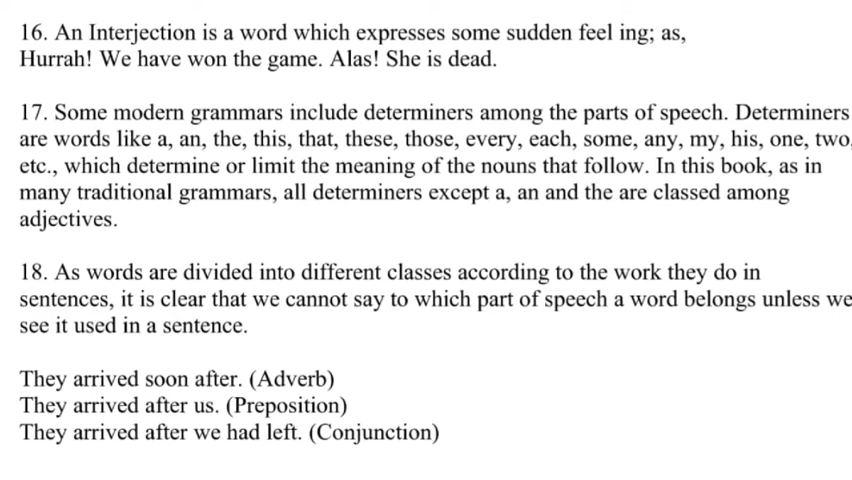 16. An Interjection is a word which expresses some sudden feel ing; as,
Hurrah! We have won the game. Alas! She is dead.
17. Some modern grammars include determiners among the parts of speech. Determiners
are words like a, an, the, this, that, these, those, every, each, some, any, my, his, one, two,
etc., which determine or limit the meaning of the nouns that follow. In this book, as in
many traditional grammars, all determiners except a, an and the are classed among
adjectives.
18. As words are divided into different classes according to the work they do in
sentences, it is clear that we cannot say to which part of speech a word belongs unless we
see it used in a sentence.
They arrived soon after. (Adverb)
They arrived after us. (Preposition)
They arrived after we had left. (Conjunction)